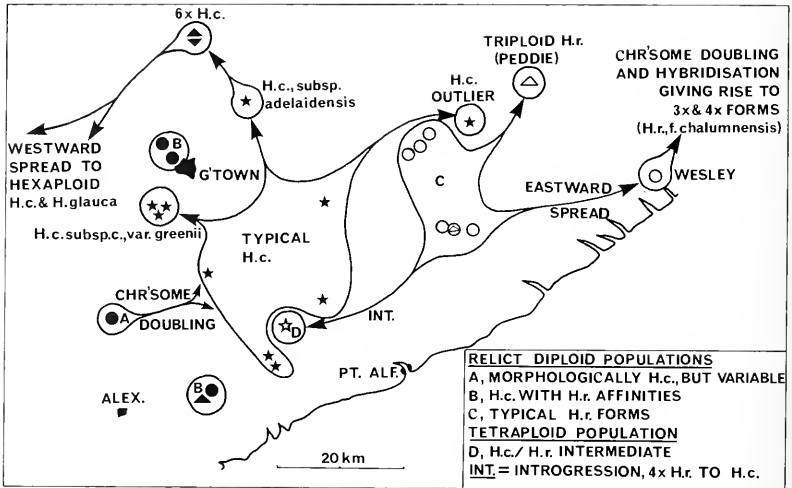 6x H.c.
H.c., subsp.
adelaidensis
WESTWARD
SPREAD TO
HEXAPLOID
H.c. & H.glauca
B
G'TOWN
H.c.subsp.c., var. greenii
TYPICAL
H.c.
A
CHR'SOME
DOUBLING
B
ALEX.
D
INT.
PT. ALF.
20 km
H.c.
OUTLIER
C
TRIPLOID H.r.
(PEDDIE)
EASTWARD
SPREAD
WESLEY
CHR'SOME DOUBLING
AND HYBRIDISATION
GIVING RISE TO
3x & 4x FORMS
(H.r., f. chalumnensis)
RELICT DIPLOID POPULATIONS
A, MORPHOLOGICALLY H.c., BUT VARIABLE
B, H.c. WITH H.r. AFFINITIES
C, TYPICAL H.r. FORMS
TETRAPLOID POPULATION
D, H.c./ H.r. INTERMEDIATE
INT. = INTROGRESSION, 4x H.r. TO H.c.